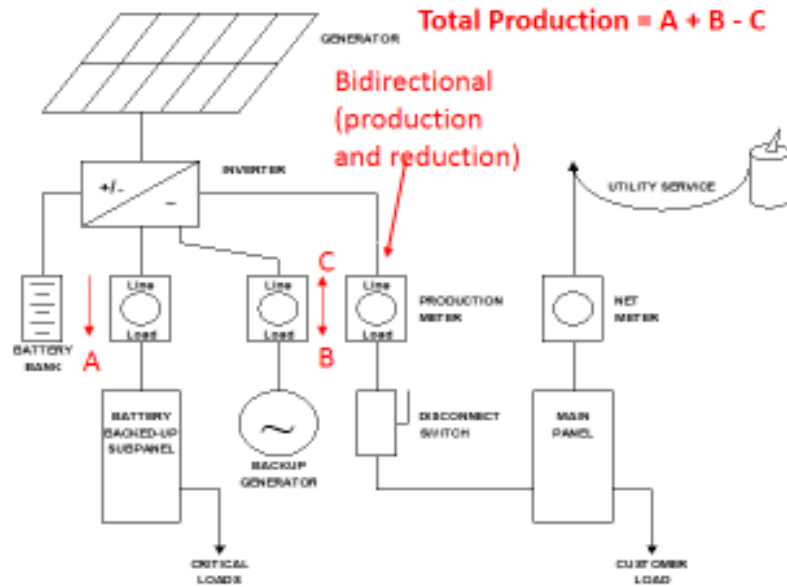 Total Production = A + B - C
GENERATOR
Bidirectional
(production
and reduction)
INVERTER
+/-
–
UTILITY SERVICE
Line
Load
A
BATTERY
BANK
Line
Load
C
B
Line
Load
PRODUCTION
METER
NET
METER
BATTERY
BACKED-UP
SUBPANEL
~
BACKUP
GENERATOR
DISCONNECT
SWITCH
MAIN
PANEL
CRITICAL
LOADS
CUSTOMER
LOAD